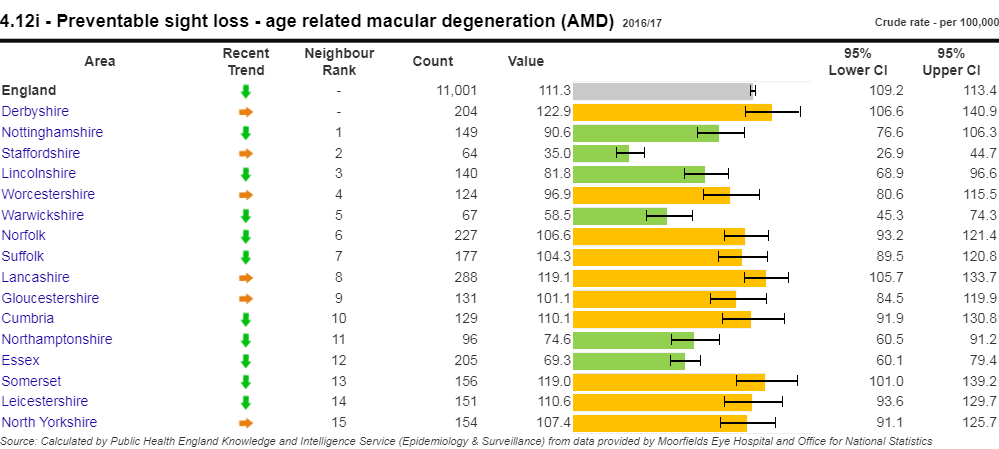 4.12i - Preventable sight loss - age related macular degeneration (AMD) 2016/17 Crude rate - per 100,000
Area Recent Trend Neighbour Rank Count Value 95% Lower CI 95% Upper CI
England - 11,001 111.3 109.2 113.4
Derbyshire - 204 122.9 106.6 140.9
Nottinghamshire 1 149 90.6 76.6 106.3
Staffordshire 2 64 35.0 26.9 44.7
Lincolnshire 3 140 81.8 68.9 96.6
Worcestershire 4 124 96.9 80.6 115.5
Warwickshire 5 67 58.5 45.3 74.3
Norfolk 6 227 106.6 93.2 121.4
Suffolk 7 177 104.3 89.5 120.8
Lancashire 8 288 119.1 105.7 133.7
Gloucestershire 9 131 101.1 84.5 119.9
Cumbria 10 129 110.1 91.9 130.8
Northamptonshire 11 96 74.6 60.5 91.2
Essex 12 205 69.3 60.1 79.4
Somerset 13 156 119.0 101.0 139.2
Leicestershire 14 151 110.6 93.6 129.7
North Yorkshire 15 154 107.4 91.1 125.7
Source: Calculated by Public Health England Knowledge and Intelligence Service (Epidemiology & Surveillance) from data provided by Moorfields Eye Hospital and Office for National Statistics